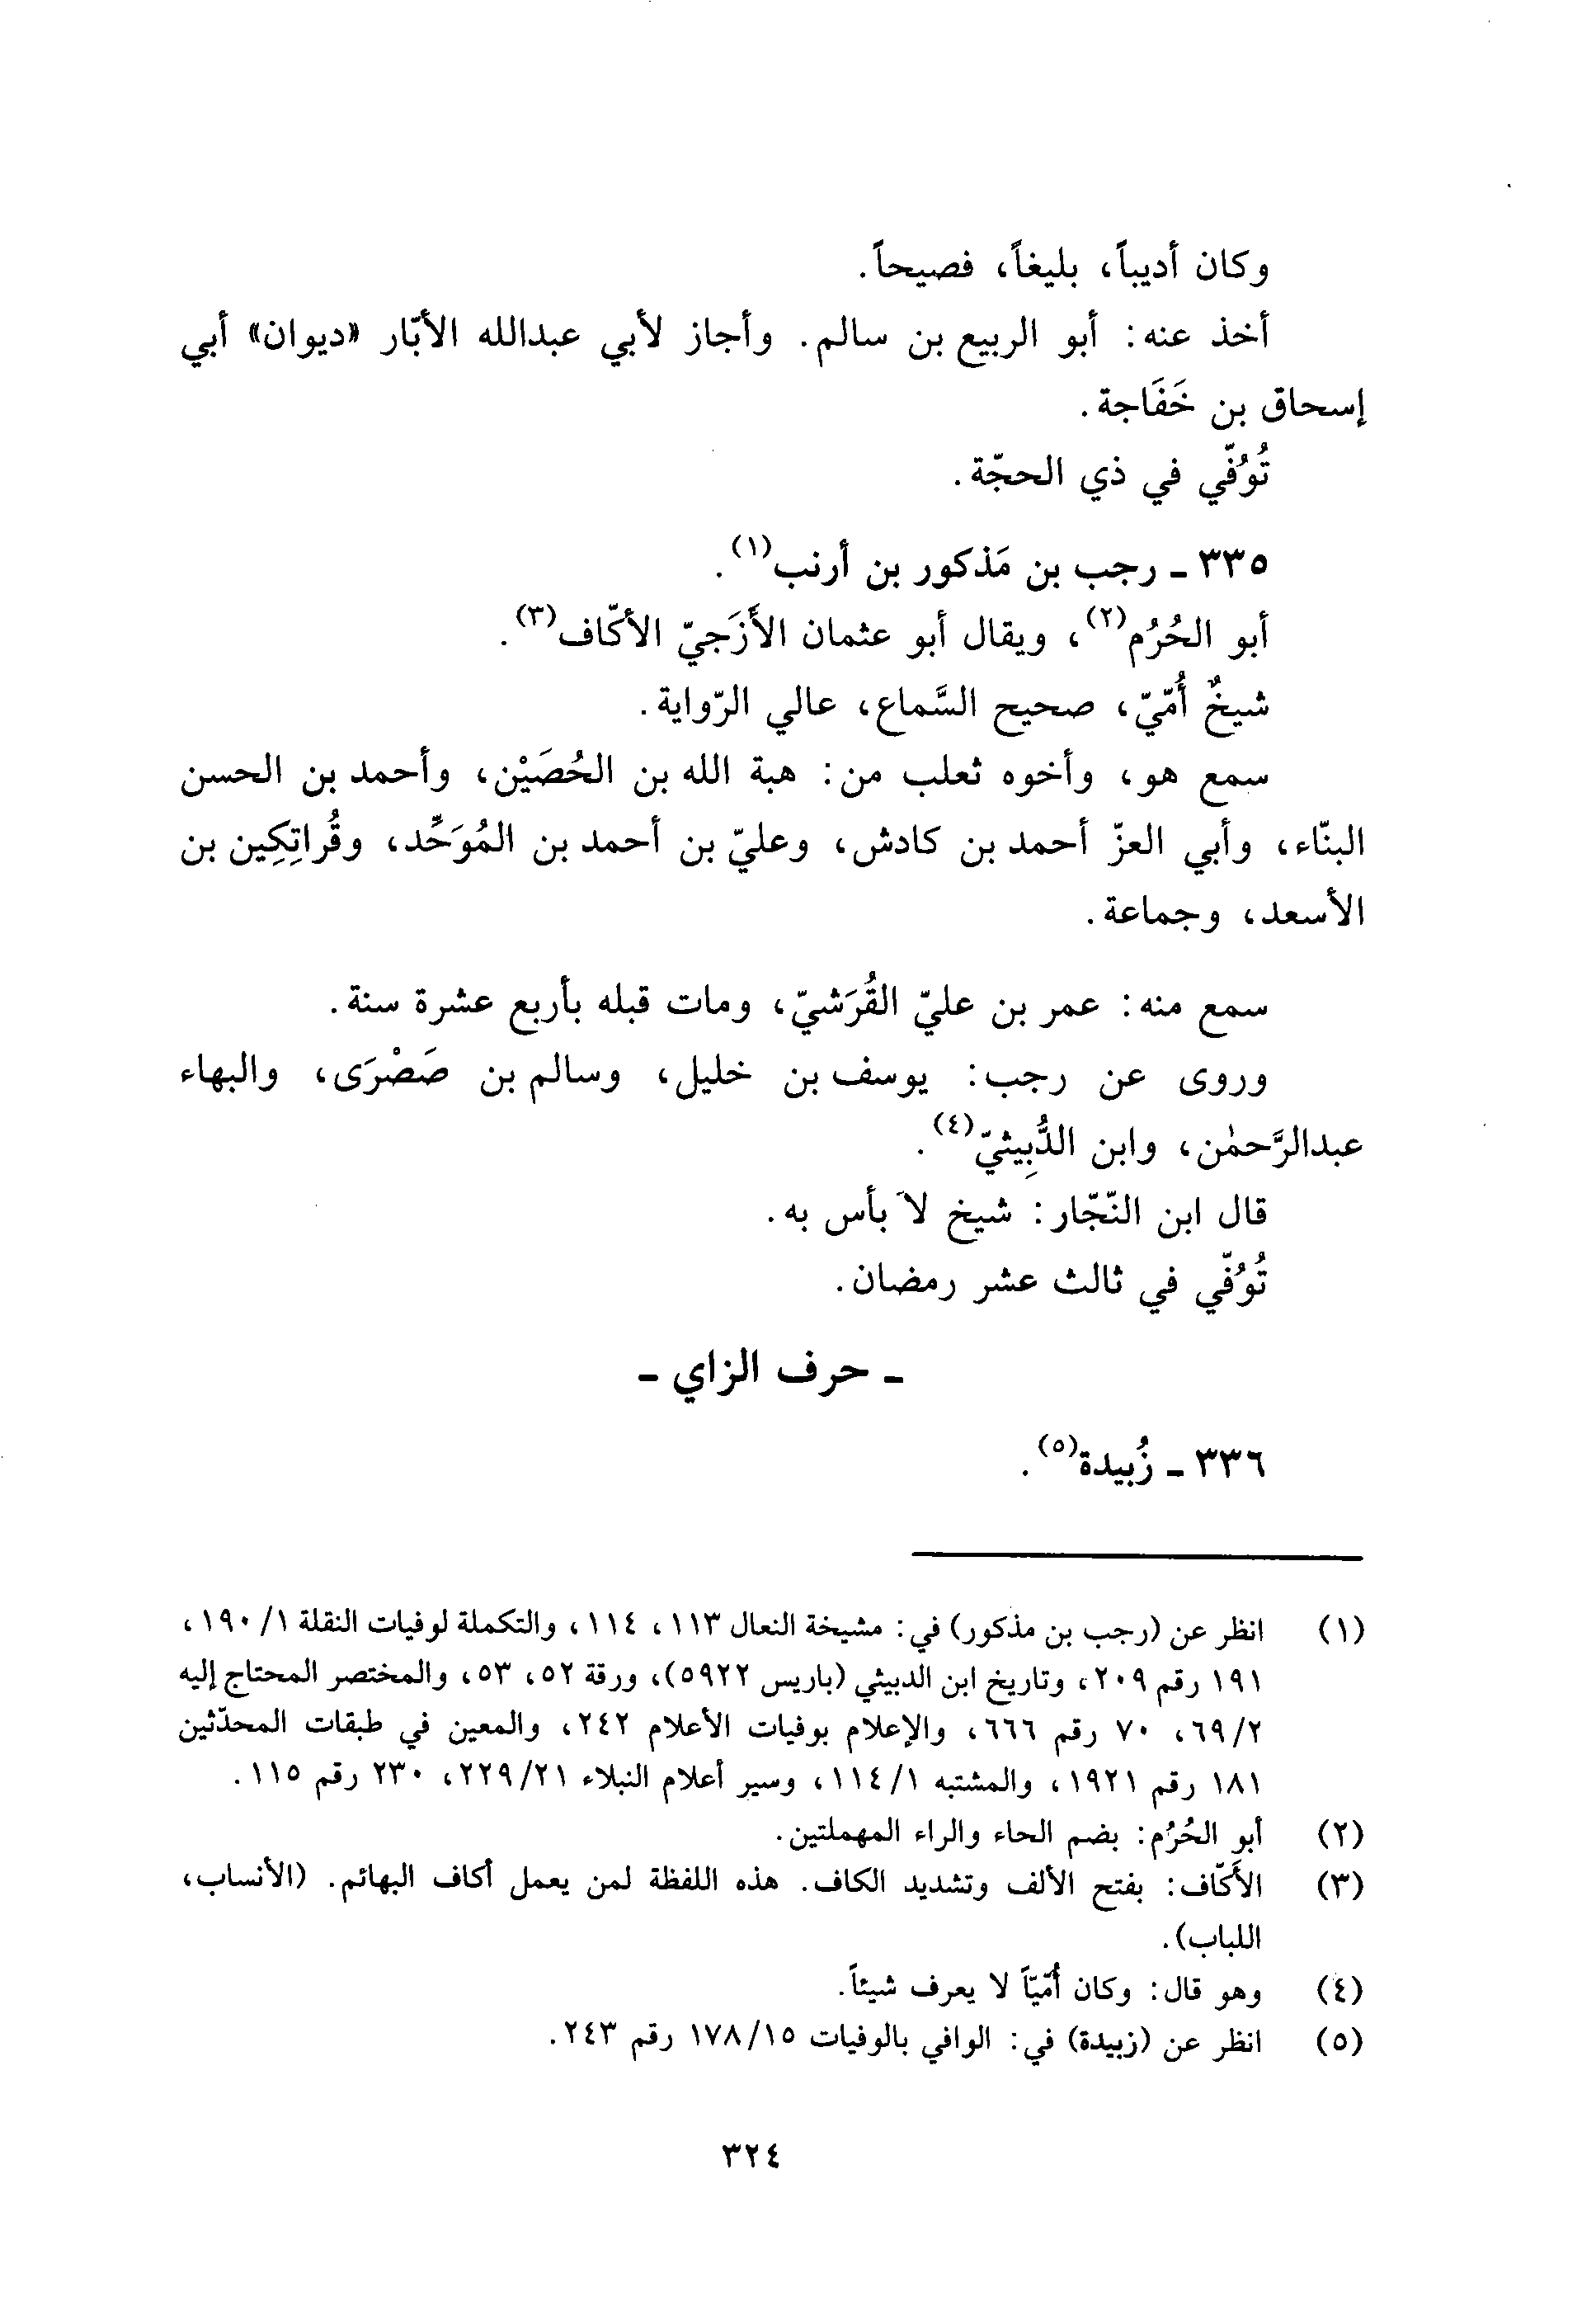 وكان أديباً، بليغاً، فصيحاً.
أخذ عنه: أبو الربيع بن سالم. وأجاز لأبي عبدالله الأبّار «ديوان» أبي
إسحاق بن خَفَاجة.
تُوُفّي في ذي الحجّة.
٣٣٥ ـ رجب بن مَذكور بن أرنب(١).
أبو الحُرُم(٢)، ويقال أبو عثمان الأَزَجيّ الأكّاف(٣).
شيخٌ أُمّيّ، صحيح السَّماع، عالي الرّواية.
سمع هو، وأخوه ثعلب من: هبة الله بن الحُصَيْن، وأحمد بن الحسن
البنّاء، وأبي العزّ أحمد بن كادش، وعليّ بن أحمد بن المُوَحِّد، وقُراتِكِين بن
الأسعد، وجماعة.
سمع منه: عمر بن عليّ القُرَشيّ، ومات قبله بأربع عشرة سنة.
وروى عن رجب: يوسف بن خليل، وسالم بن صَصْرَى، والبهاء
عبدالرَّحمٰن، وابن الدُّبِيثيّ(٤).
قال ابن النّجّار: شيخ لاَ بأس به.
تُوُفّي في ثالث عشر رمضان.
ـ حرف الزاي ـ
٣٣٦ ـ زُبيدة(٥).
(١) انظر عن (رجب بن مذكور) في: مشيخة النعال ١١٣، ١١٤، والتكملة لوفيات النقلة ١/ ١٩٠،
١٩١ رقم ٢٠٩، وتاريخ ابن الدبيثي (باريس ٥٩٢٢)، ورقة ٥٢، ٥٣، والمختصر المحتاج إليه
٦٩/٢، ٧٠ رقم ٦٦٦، والإعلام بوفيات الأعلام ٢٤٢، والمعين في طبقات المحدّثين
١٨١ رقم ١٩٢١، والمشتبه ١/ ١١٤، وسير أعلام النبلاء ٢٢٩/٢١، ٢٣٠ رقم ١١٥.
(٢) أبو الحُرُم: بضم الحاء والراء المهملتين.
(٣) الأَكّاف: بفتح الألف وتشديد الكاف. هذه اللفظة لمن يعمل أكاف البهائم. (الأنساب،
اللباب).
(٤) وهو قال: وكان أُمّيّاً لا يعرف شيئاً.
(٥) انظر عن (زبيدة) في: الوافي بالوفيات ١٧٨/١٥ رقم ٢٤٣.
٣٢٤